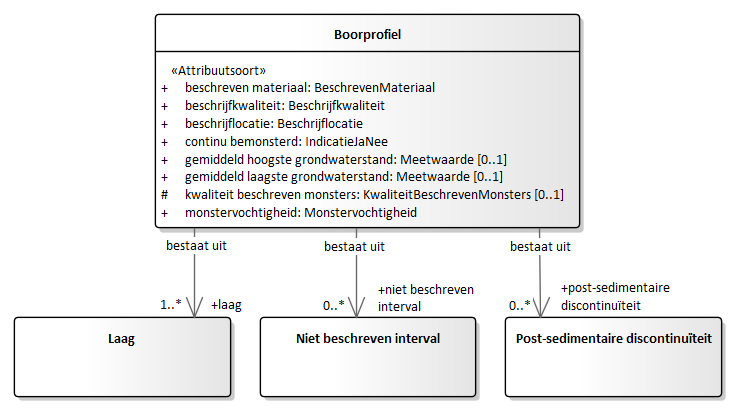 Boorprofiel
«Attribuutsoort»
+ beschreven materiaal: BeschrevenMateriaal
+ beschrijfkwaliteit: Beschrijfkwaliteit
+ beschrijflocatie: Beschrijflocatie
+ continu bemonsterd: IndicatieJaNee
+ gemiddeld hoogste grondwaterstand: Meetwaarde [0..1]
+ gemiddeld laagste grondwaterstand: Meetwaarde [0..1]
# kwaliteit beschreven monsters: KwaliteitBeschrevenMonsters [0..1]
+ monstervochtigheid: Monstervochtigheid
bestaat uit
bestaat uit
bestaat uit
1..* +laag
0..* +niet beschreven
interval
0..* +post-sedimentaire
discontinuïteit
Laag
Niet beschreven interval
Post-sedimentaire discontinuïteit